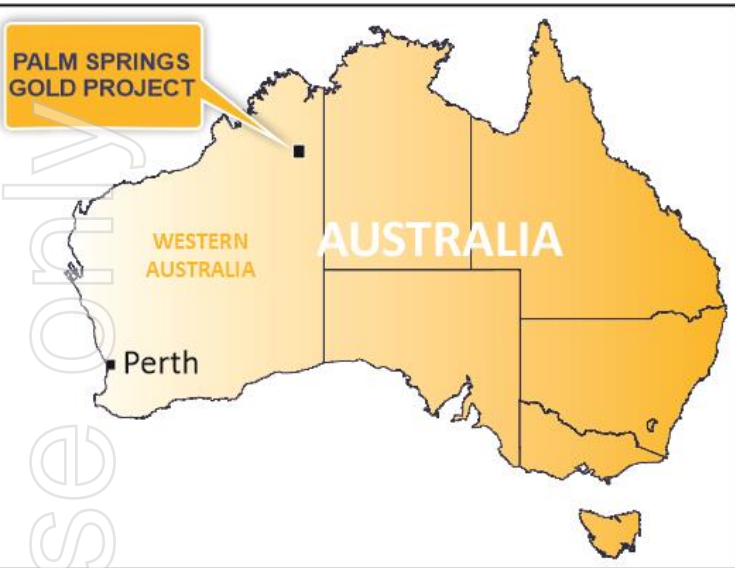 PALM SPRINGS
GOLD PROJECT
WESTERN
AUSTRALIA
AUSTRALIA
Perth
se only